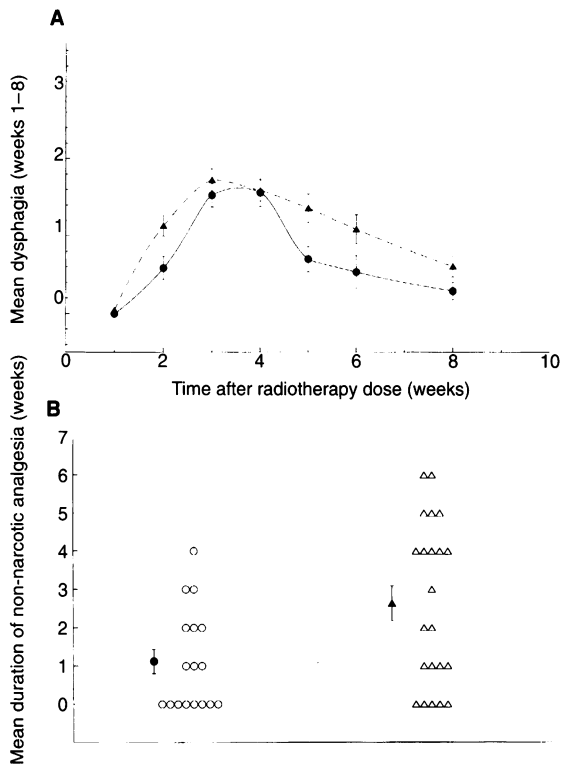 A
Mean dysphagia (weeks 1–8)
3
2
1
0
0 2 4 6 8 10
Time after radiotherapy dose (weeks)
B
Mean duration of non-narcotic analgesia (weeks)
7
6
5
4
3
2
1
0